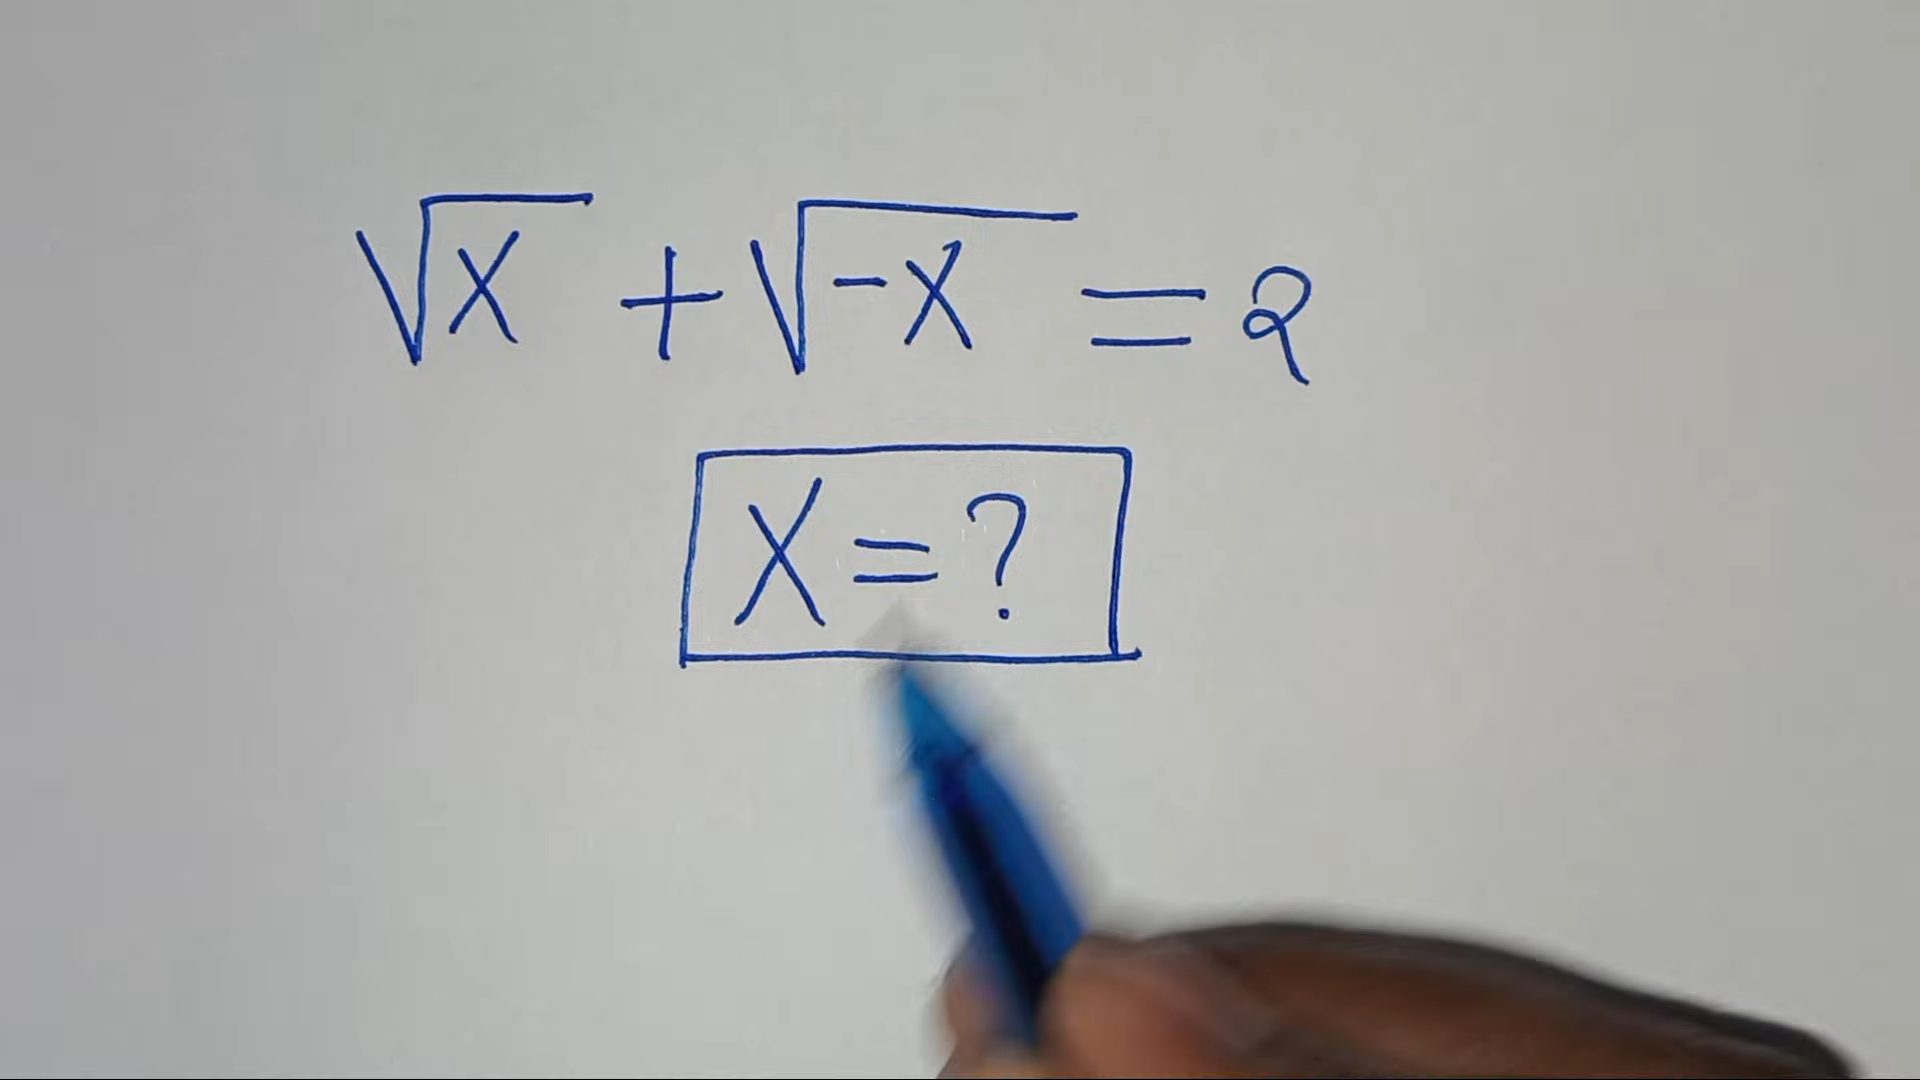 √x + √-x = 2
X = ?